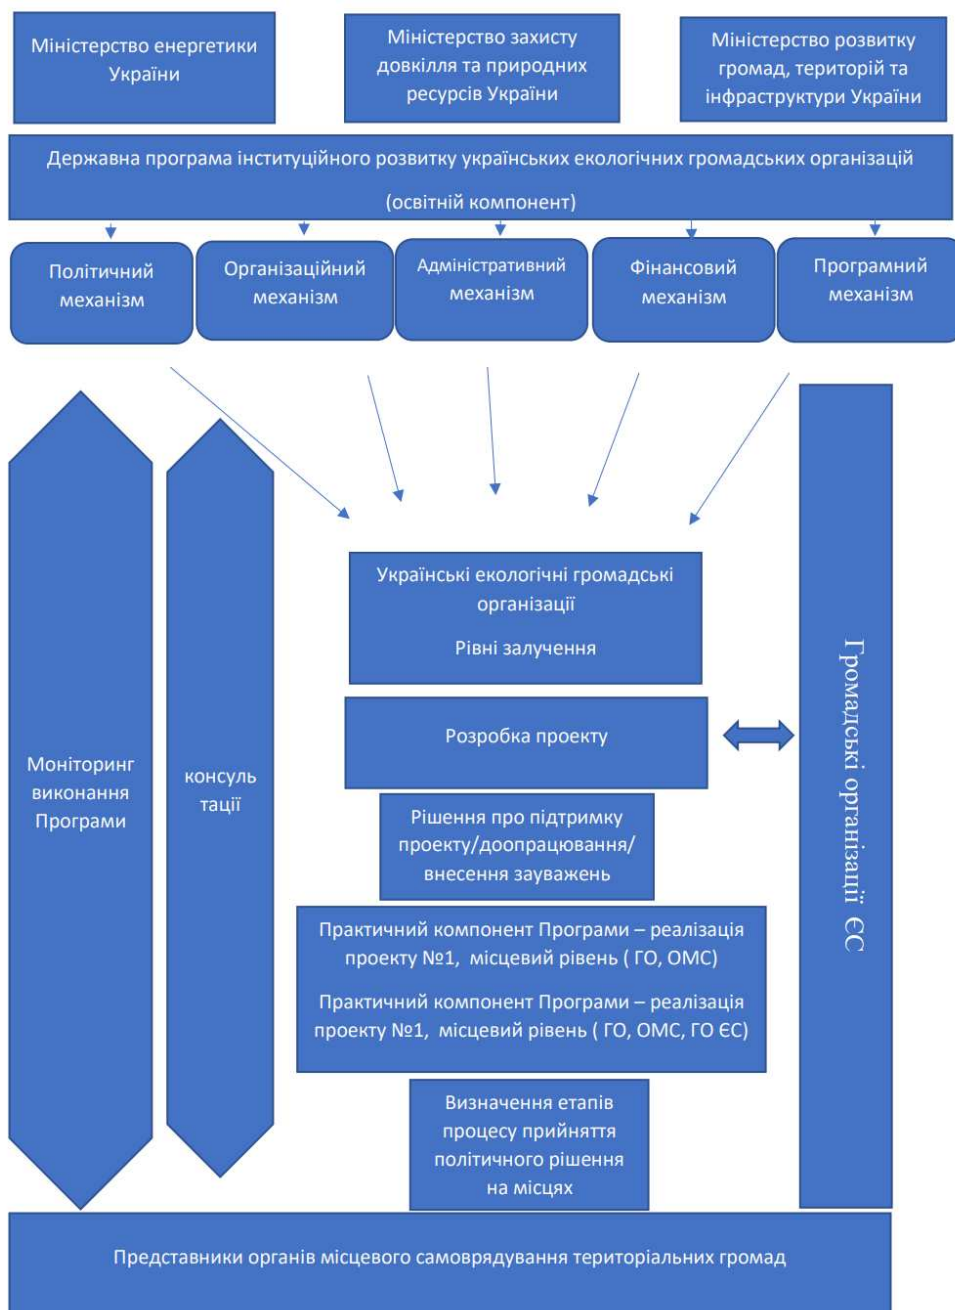 Міністерство енергетики
України
Міністерство захисту
довкілля та природних
ресурсів України
Міністерство розвитку
громад, територій та
інфраструктури України
Державна програма інституційного розвитку українських екологічних громадських організацій
(освітній компонент)
Політичний
механізм
Організаційний
механізм
Адміністративний
механізм
Фінансовий
механізм
Програмний
механізм
Українські екологічні громадські
організації
Рівні залучення
Розробка проекту
Моніторинг
виконання
Програми
консуль
тації
Громадські організації ЄС
Рішення про підтримку
проекту/доопрацювання/
внесення зауважень
Практичний компонент Програми – реалізація
проекту №1, місцевий рівень ( ГО, ОМС)
Практичний компонент Програми – реалізація
проекту №1, місцевий рівень ( ГО, ОМС, ГО ЄС)
Визначення етапів
процесу прийняття
політичного рішення
на місцях
Представники органів місцевого самоврядування територіальних громад